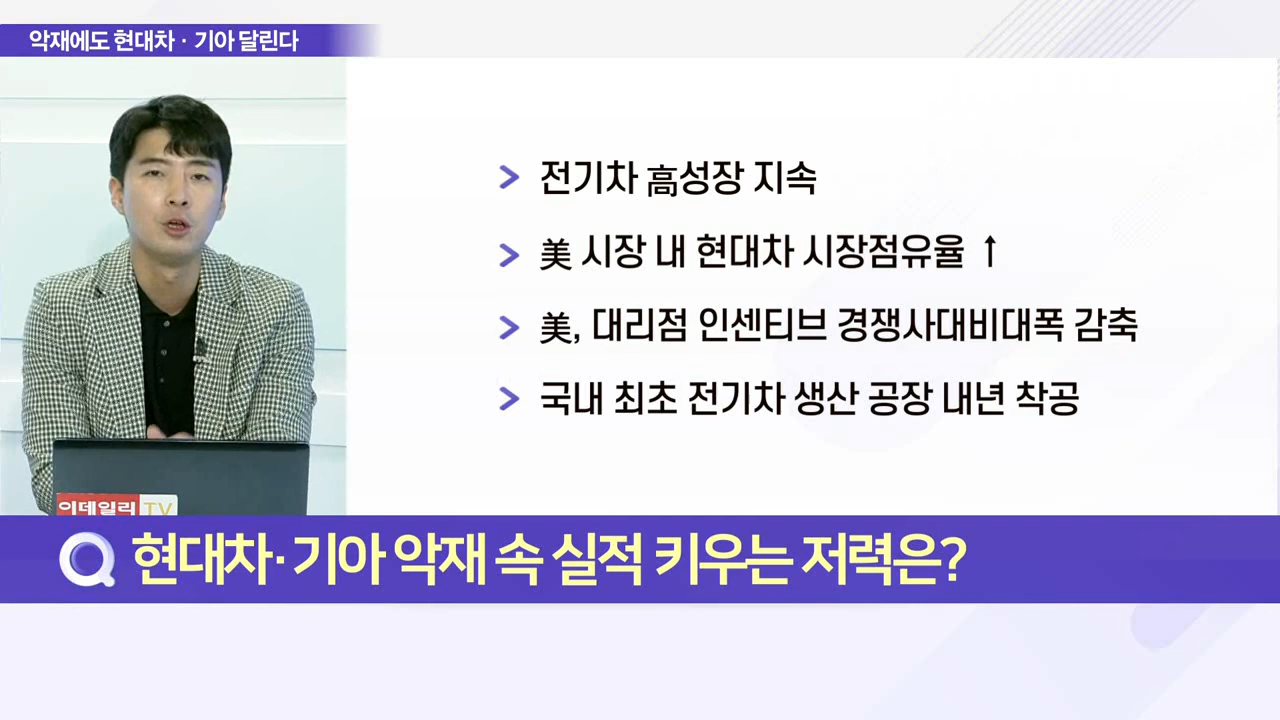 악재에도 현대차 · 기아 달린다
> 전기차 高성장 지속
> 美 시장 내 현대차 시장점유율 ↑
> 美, 대리점 인센티브 경쟁사대비대폭 감축
> 국내 최초 전기차 생산 공장 내년 착공
이데일리 TV
Q 현대차·기아 악재 속 실적 키우는 저력은?